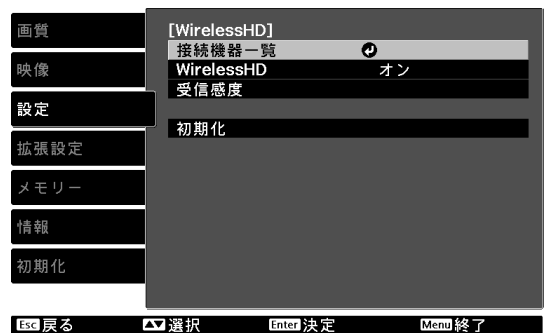 画質
映像
設定
拡張設定
メモリー
情報
初期化
[WirelessHD]
接続機器一覧
WirelessHD オン
受信感度
初期化
Esc 戻る 選択 Enter 決定 Menu 終了